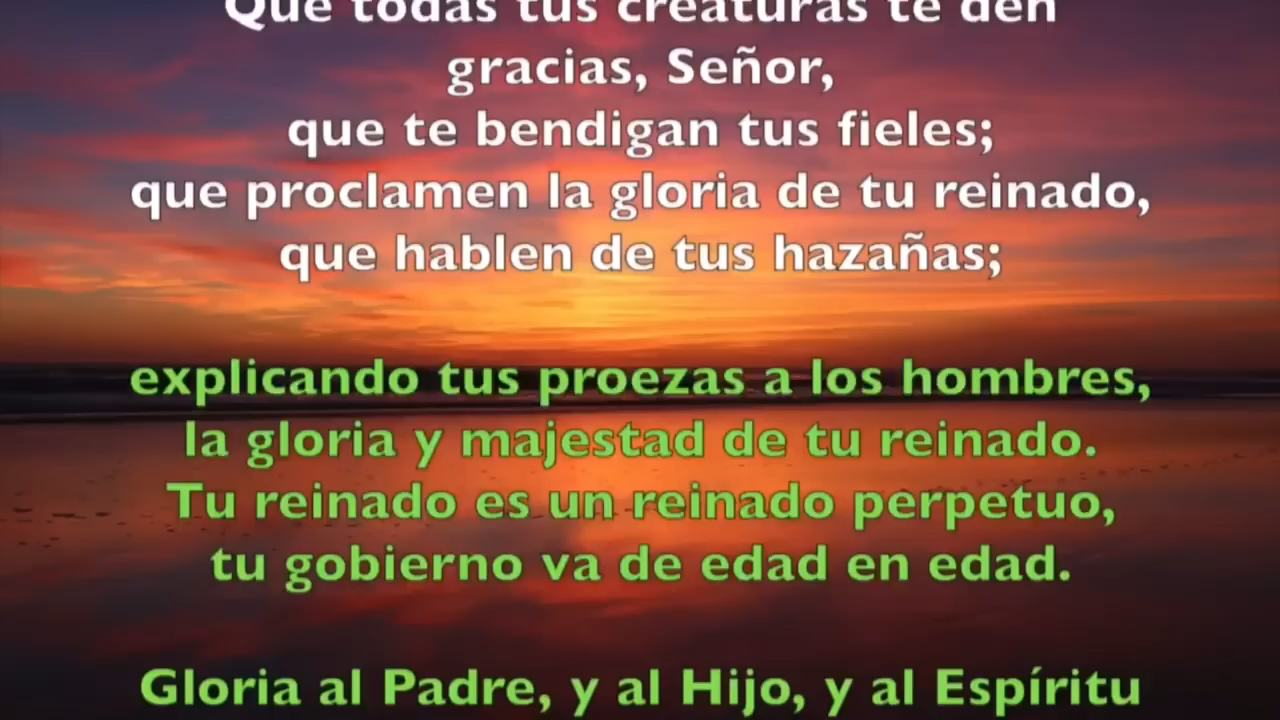 Que todas tus creaturas te den
gracias, Señor,
que te bendigan tus fieles;
que proclamen la gloria de tu reinado,
que hablen de tus hazañas;
explicando tus proezas a los hombres,
la gloria y majestad de tu reinado.
Tu reinado es un reinado perpetuo,
tu gobierno va de edad en edad.
Gloria al Padre, y al Hijo, y al Espíritu